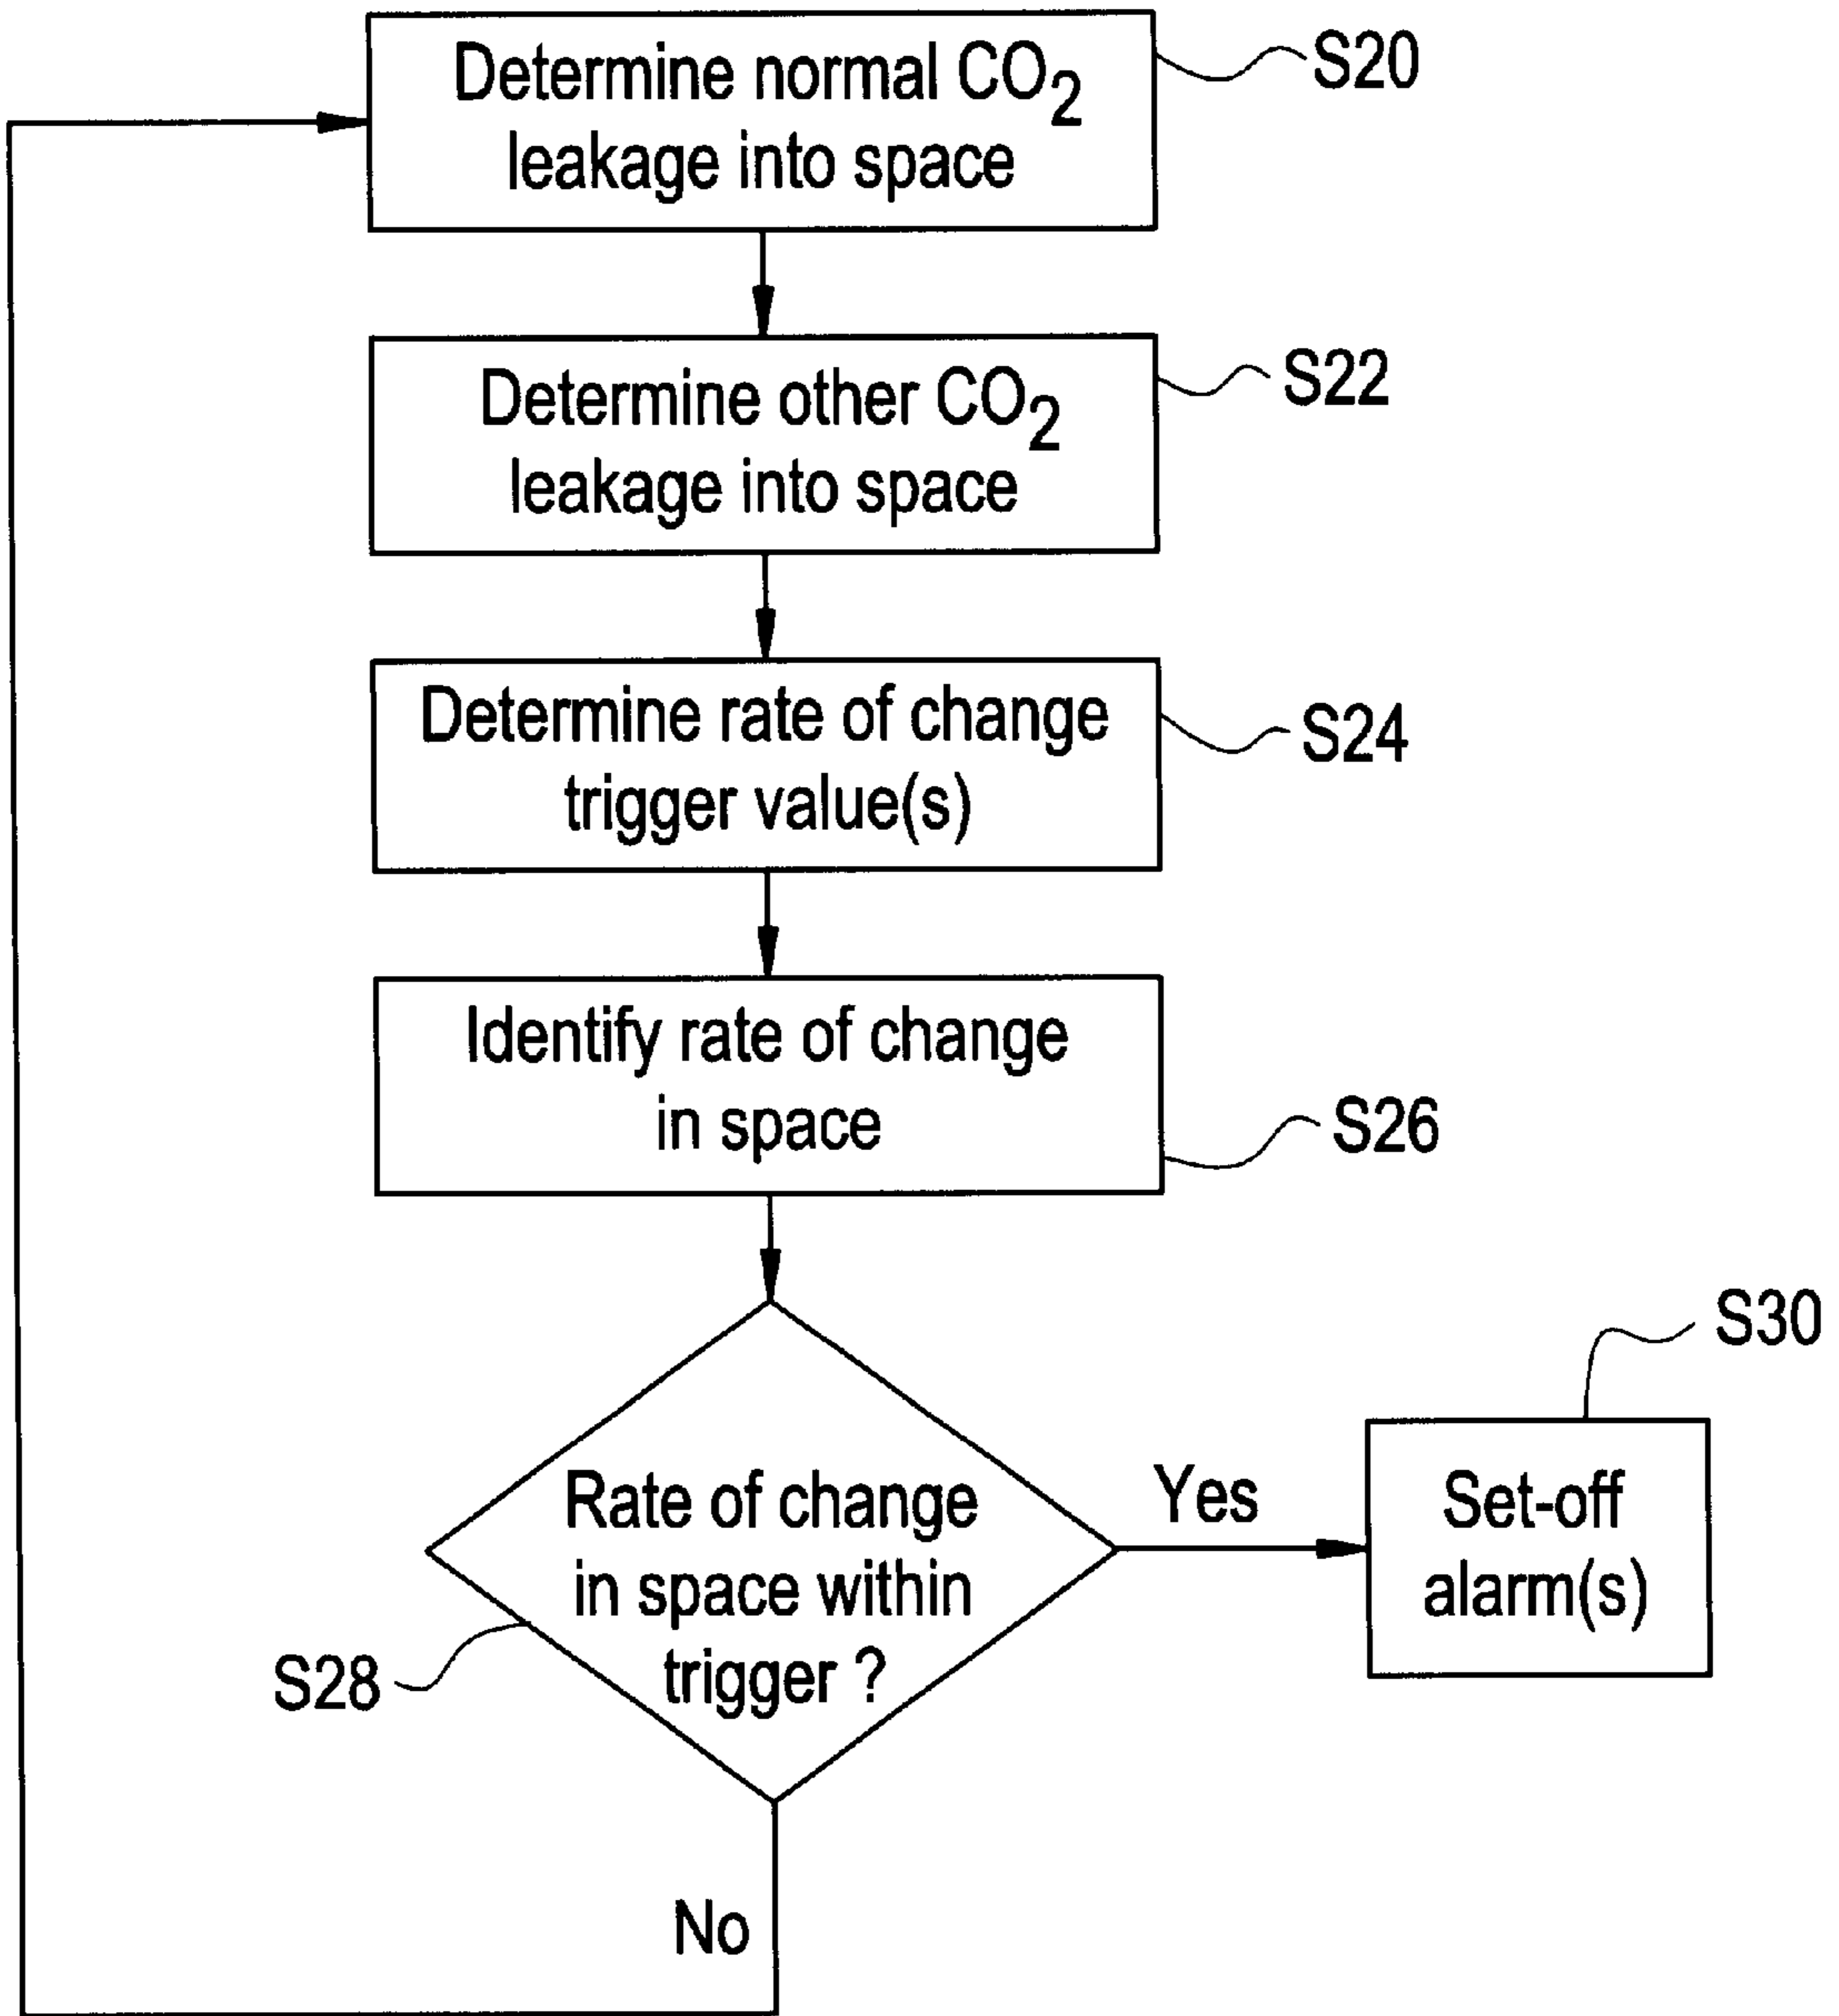 Determine normal CO2
leakage into space
S20
Determine other CO2
leakage into space
S22
Determine rate of change
trigger value(s)
S24
Identify rate of change
in space
S26
Rate of change
in space within
trigger ?
S28
Yes
Set-off
alarm(s)
S30
No